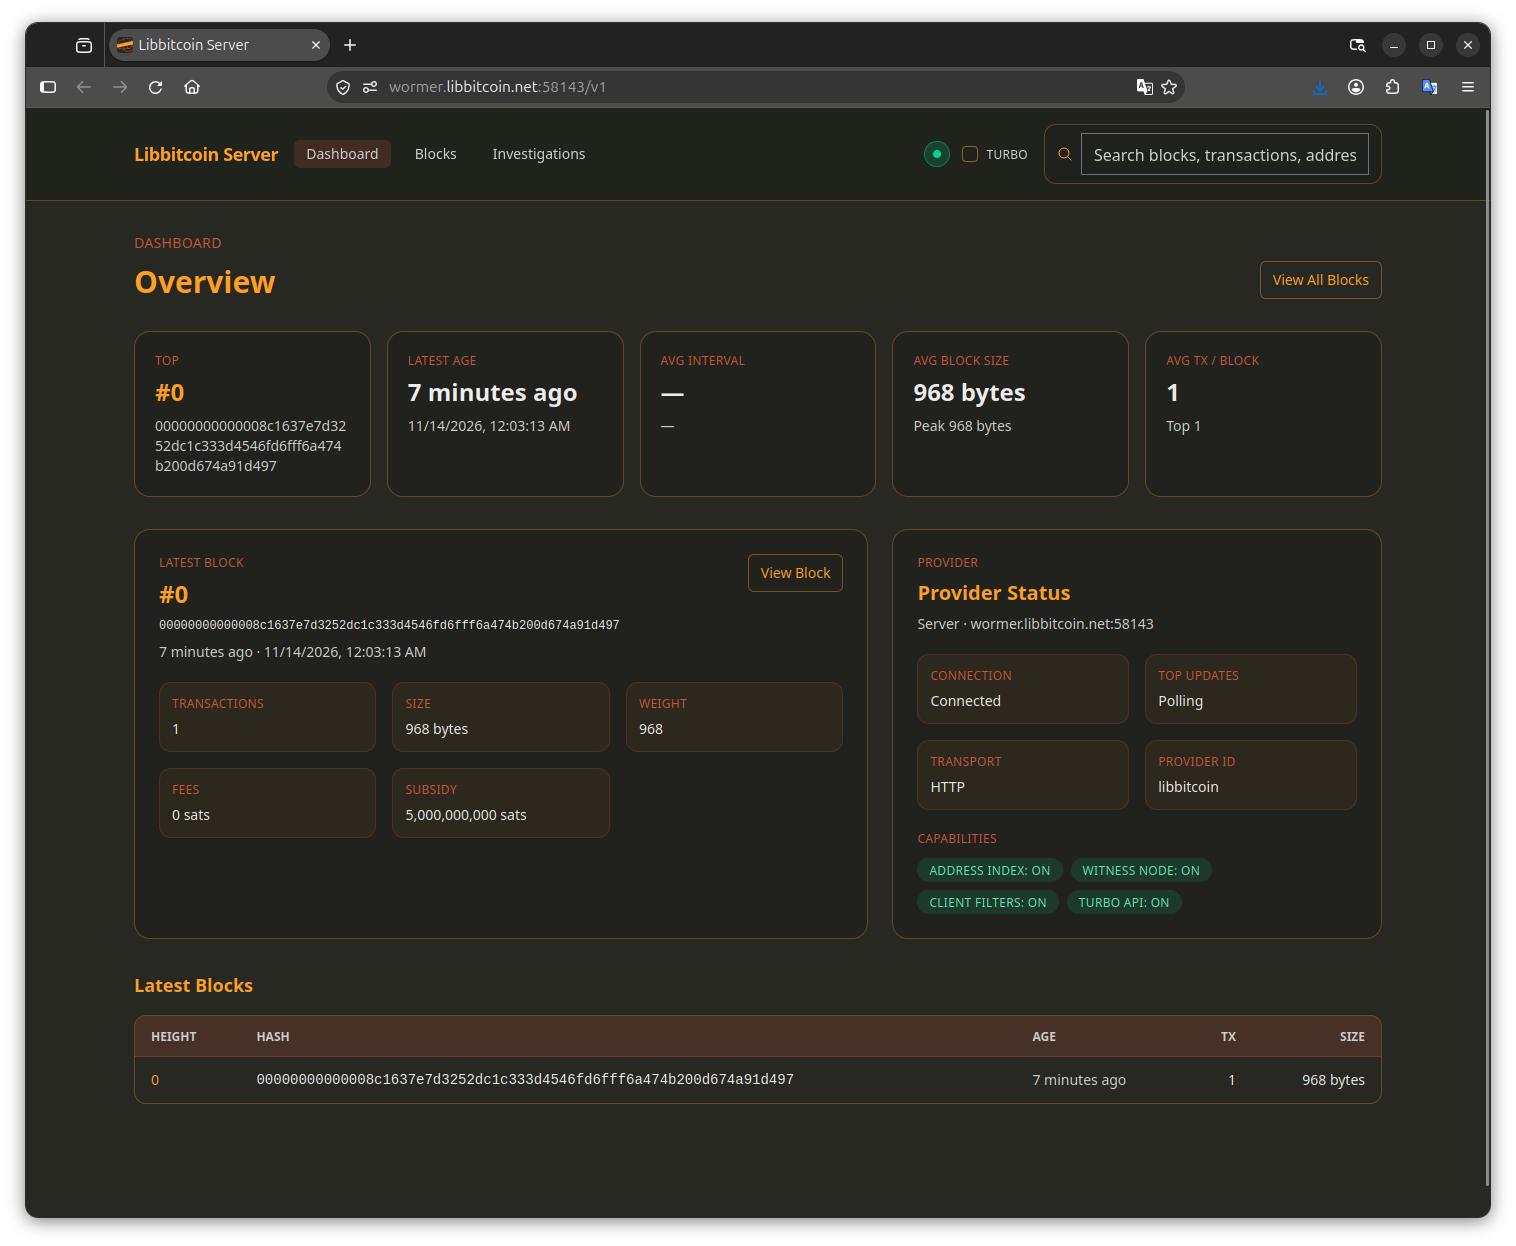 Libbitcoin Server
wormer.libbitcoin.net:58143/v1
Libbitcoin Server
Dashboard
Blocks
Investigations
TURBO
Search blocks, transactions, addres
DASHBOARD
Overview
View All Blocks
TOP
#0
00000000000008c1637e7d32
52dc1c333d4546fd6fff6a474
b200d674a91d497
LATEST AGE
7 minutes ago
11/14/2026, 12:03:13 AM
AVG INTERVAL
—
—
AVG BLOCK SIZE
968 bytes
Peak 968 bytes
AVG TX / BLOCK
1
Top 1
LATEST BLOCK
#0
View Block
00000000000008c1637e7d3252dc1c333d4546fd6fff6a474b200d674a91d497
7 minutes ago · 11/14/2026, 12:03:13 AM
TRANSACTIONS
1
SIZE
968 bytes
WEIGHT
968
FEES
0 sats
SUBSIDY
5,000,000,000 sats
PROVIDER
Provider Status
Server · wormer.libbitcoin.net:58143
CONNECTION
Connected
TOP UPDATES
Polling
TRANSPORT
HTTP
PROVIDER ID
libbitcoin
CAPABILITIES
ADDRESS INDEX: ON
WITNESS NODE: ON
CLIENT FILTERS: ON
TURBO API: ON
Latest Blocks
HEIGHT HASH AGE TX SIZE
0 00000000000008c1637e7d3252dc1c333d4546fd6fff6a474b200d674a91d497 7 minutes ago 1 968 bytes